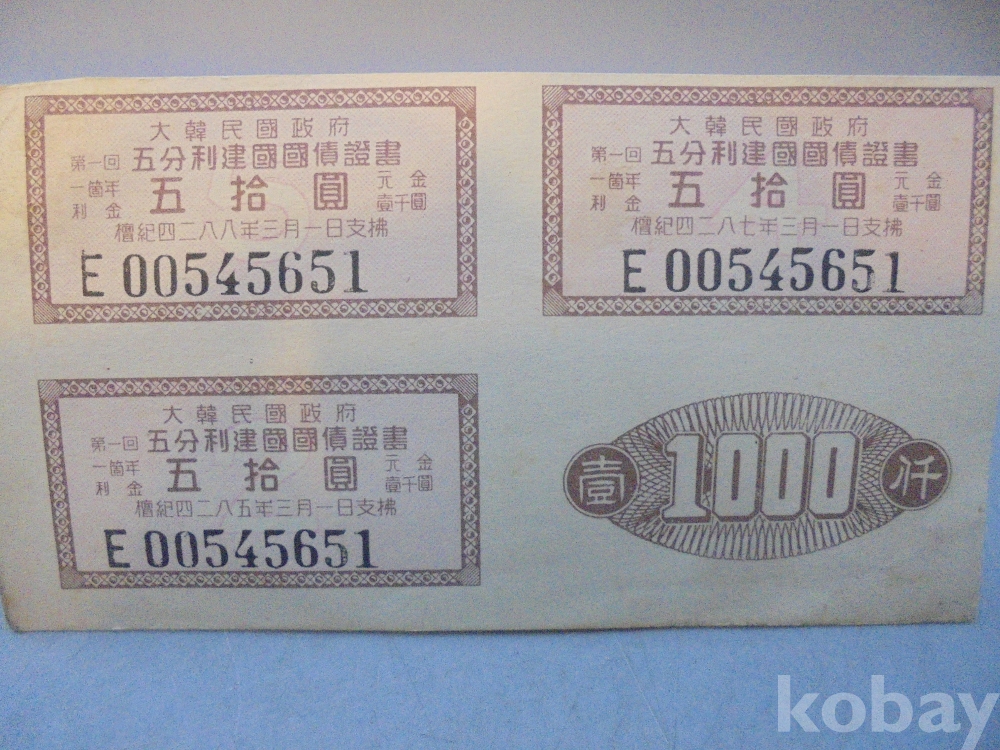 大韓民國政府
第一回 五分利建國國債證書
一箇年利金 五拾圓 元金壹千圓
檀紀四二八八年三月一日支拂
E 00545651
大韓民國政府
第一回 五分利建國國債證書
一箇年利金 五拾圓 元金壹千圓
檀紀四二八七年三月一日支拂
E 00545651
大韓民國政府
第一回 五分利建國國債證書
一箇年利金 五拾圓 元金壹千圓
檀紀四二八五年三月一日支拂
E 00545651
壹 1000 仟
kobay